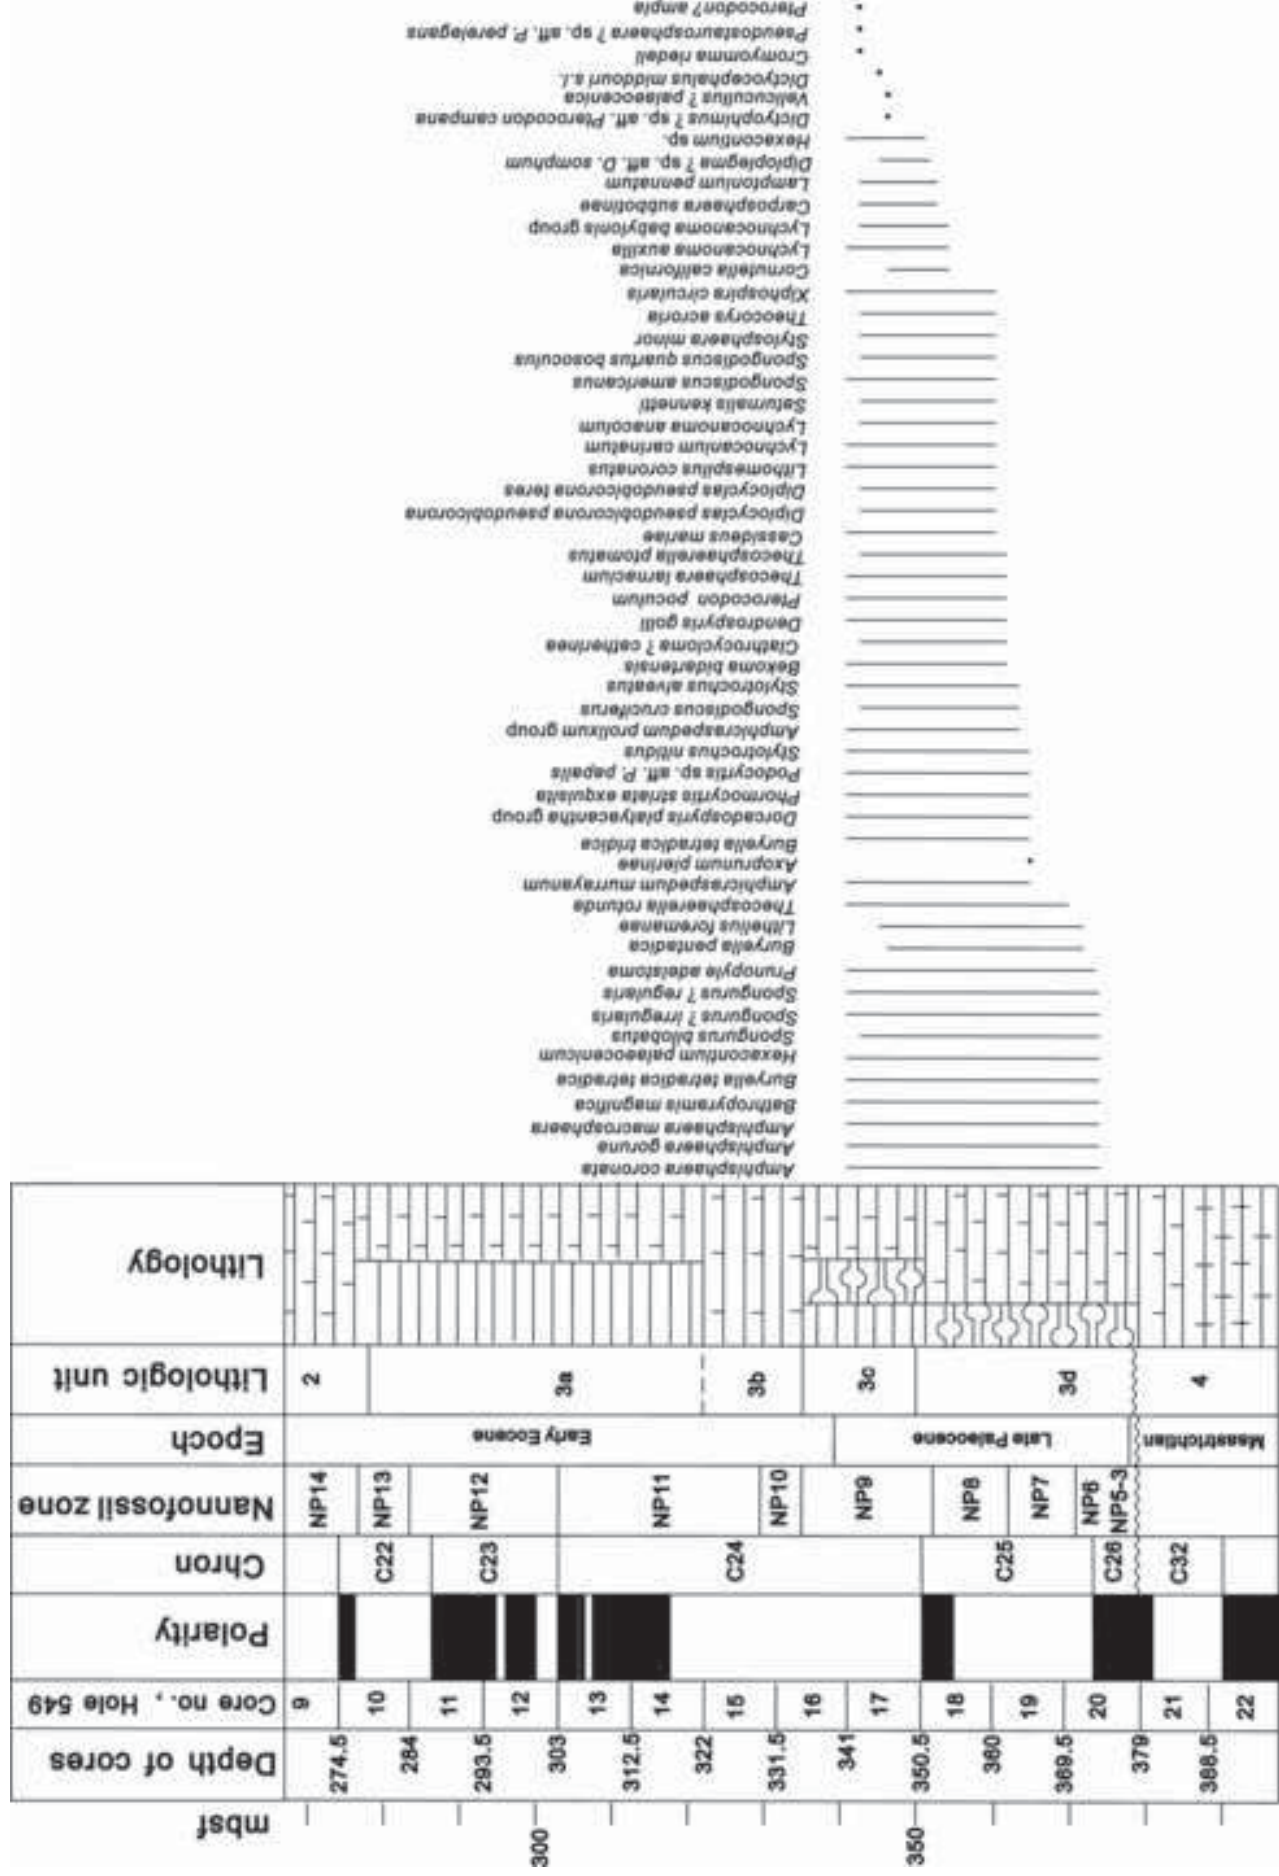 mbsf
300
350
Depth of cores
274.5
284
293.5
303
312.5
322
331.5
341
350.5
360
369.5
379
388.5
Core no., Hole 549
9
10
11
12
13
14
15
16
17
18
19
20
21
22
Polarity
Chron
C22
C23
C24
C25
C26
C32
Nannofossil zone
NP14
NP13
NP12
NP11
NP10
NP9
NP8
NP7
NP6
NP5-3
Epoch
Early Eocene
Late Paleocene
Maastrichtian
Lithologic unit
2
3a
3b
3c
3d
4
Lithology
Amphisphaera coronata
Amphisphaera goruna
Amphisphaera macrosphaera
Bathropyramis magnifica
Buryella tetradica tetradica
Hexacontium palaeocenicum
Spongurus bilobatus
Spongurus ? irregularis
Spongurus ? regularis
Prunopyle adelstoma
Buryella pentadica
Lithelius foremanae
Thecosphaerella rotunda
Amphicraspedum murrayanum
Axoprunum pierinae
Buryella tetradica tridica
Dorcadospyris platyacantha group
Phormocyrtis striata exquisita
Podocyrtis sp. aff. P. papalis
Stylotrochus nitidus
Amphicraspedum prolixum group
Spongodiscus cruciferus
Stylotrochus alveatus
Bekoma bidartensis
Clathrocycloma ? catherinea
Dendrospyris golli
Pterocodon poculum
Thecosphaera larnacium
Thecosphaerella ptomatus
Cassideus mariae
Diplocyclas pseudobicorona pseudobicorona
Diplocyclas pseudobicorona teres
Lithomespilus coronatus
Lychnocanium carinatum
Lychnocanoma anacolum
Saturnalis kennetti
Spongodiscus americanus
Spongodiscus quartus bosoculus
Stylosphaera minor
Theocorys acroria
Xiphospira circularis
Cornutella californica
Lychnocanoma auxilla
Lychnocanoma babylonis group
Carposphaera subbotinae
Lamptonium pennatum
Diploplegma ? sp. aff. D. somphum
Hexacontium sp.
Dictyophimus ? sp. aff. Pterocodon campana
Velicucullus ? palaeocenica
Dictyocephalus middouri s.l.
Cromyomma riedeli
Pseudostaurosphaera ? sp. aff. P. perelegans
Pterocodon? ampla